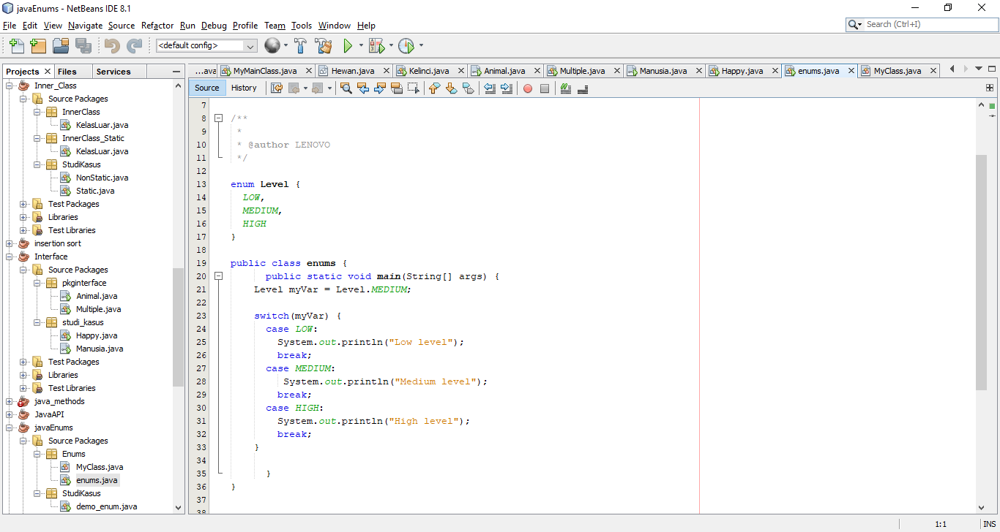 javaEnums - NetBeans IDE 8.1
File Edit View Navigate Source Refactor Run Debug Profile Team Tools Window Help
Search (Ctrl+I)
<default config>
Projects Files Services
Inner_Class
Source Packages
InnerClass
KelasLuar.java
InnerClass_Static
KelasLuar.java
StudiKasus
NonStatic.java
Static.java
Test Packages
Libraries
Test Libraries
insertion sort
Interface
Source Packages
pkginterface
Animal.java
Multiple.java
studi_kasus
Happy.java
Manusia.java
Test Packages
Libraries
Test Libraries
java_methods
JavaAPI
javaEnums
Source Packages
Enums
MyClass.java
enums.java
StudiKasus
demo_enum.java
...ava MyMainClass.java Hewan.java Kelinci.java Animal.java Multiple.java Manusia.java Happy.java enums.java MyClass.java
Source History
7
8 /**
9 *
10 * @author LENOVO
11 */
12
13 enum Level {
14 LOW,
15 MEDIUM,
16 HIGH
17 }
18
19 public class enums {
20 public static void main(String[] args) {
21 Level myVar = Level.MEDIUM;
22
23 switch(myVar) {
24 case LOW:
25 System.out.println("Low level");
26 break;
27 case MEDIUM:
28 System.out.println("Medium level");
29 break;
30 case HIGH:
31 System.out.println("High level");
32 break;
33 }
34
35 }
36 }
37
38
1:1 INS